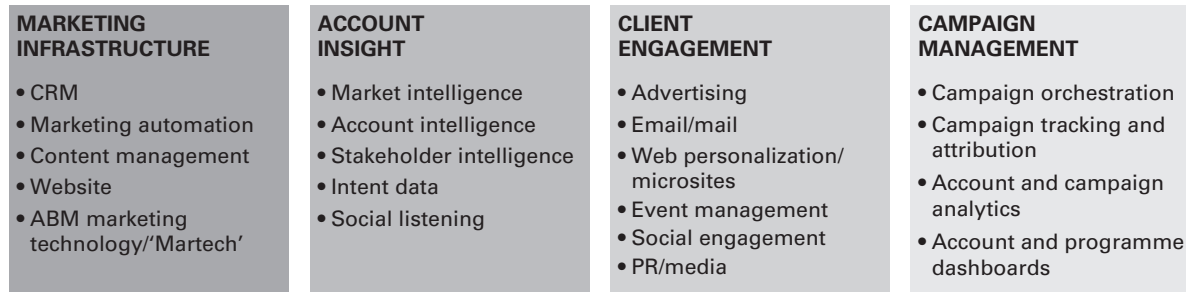 MARKETING
INFRASTRUCTURE
• CRM
• Marketing automation
• Content management
• Website
• ABM marketing
technology/‘Martech’
ACCOUNT
INSIGHT
• Market intelligence
• Account intelligence
• Stakeholder intelligence
• Intent data
• Social listening
CLIENT
ENGAGEMENT
• Advertising
• Email/mail
• Web personalization/
microsites
• Event management
• Social engagement
• PR/media
CAMPAIGN
MANAGEMENT
• Campaign orchestration
• Campaign tracking and
attribution
• Account and campaign
analytics
• Account and programme
dashboards